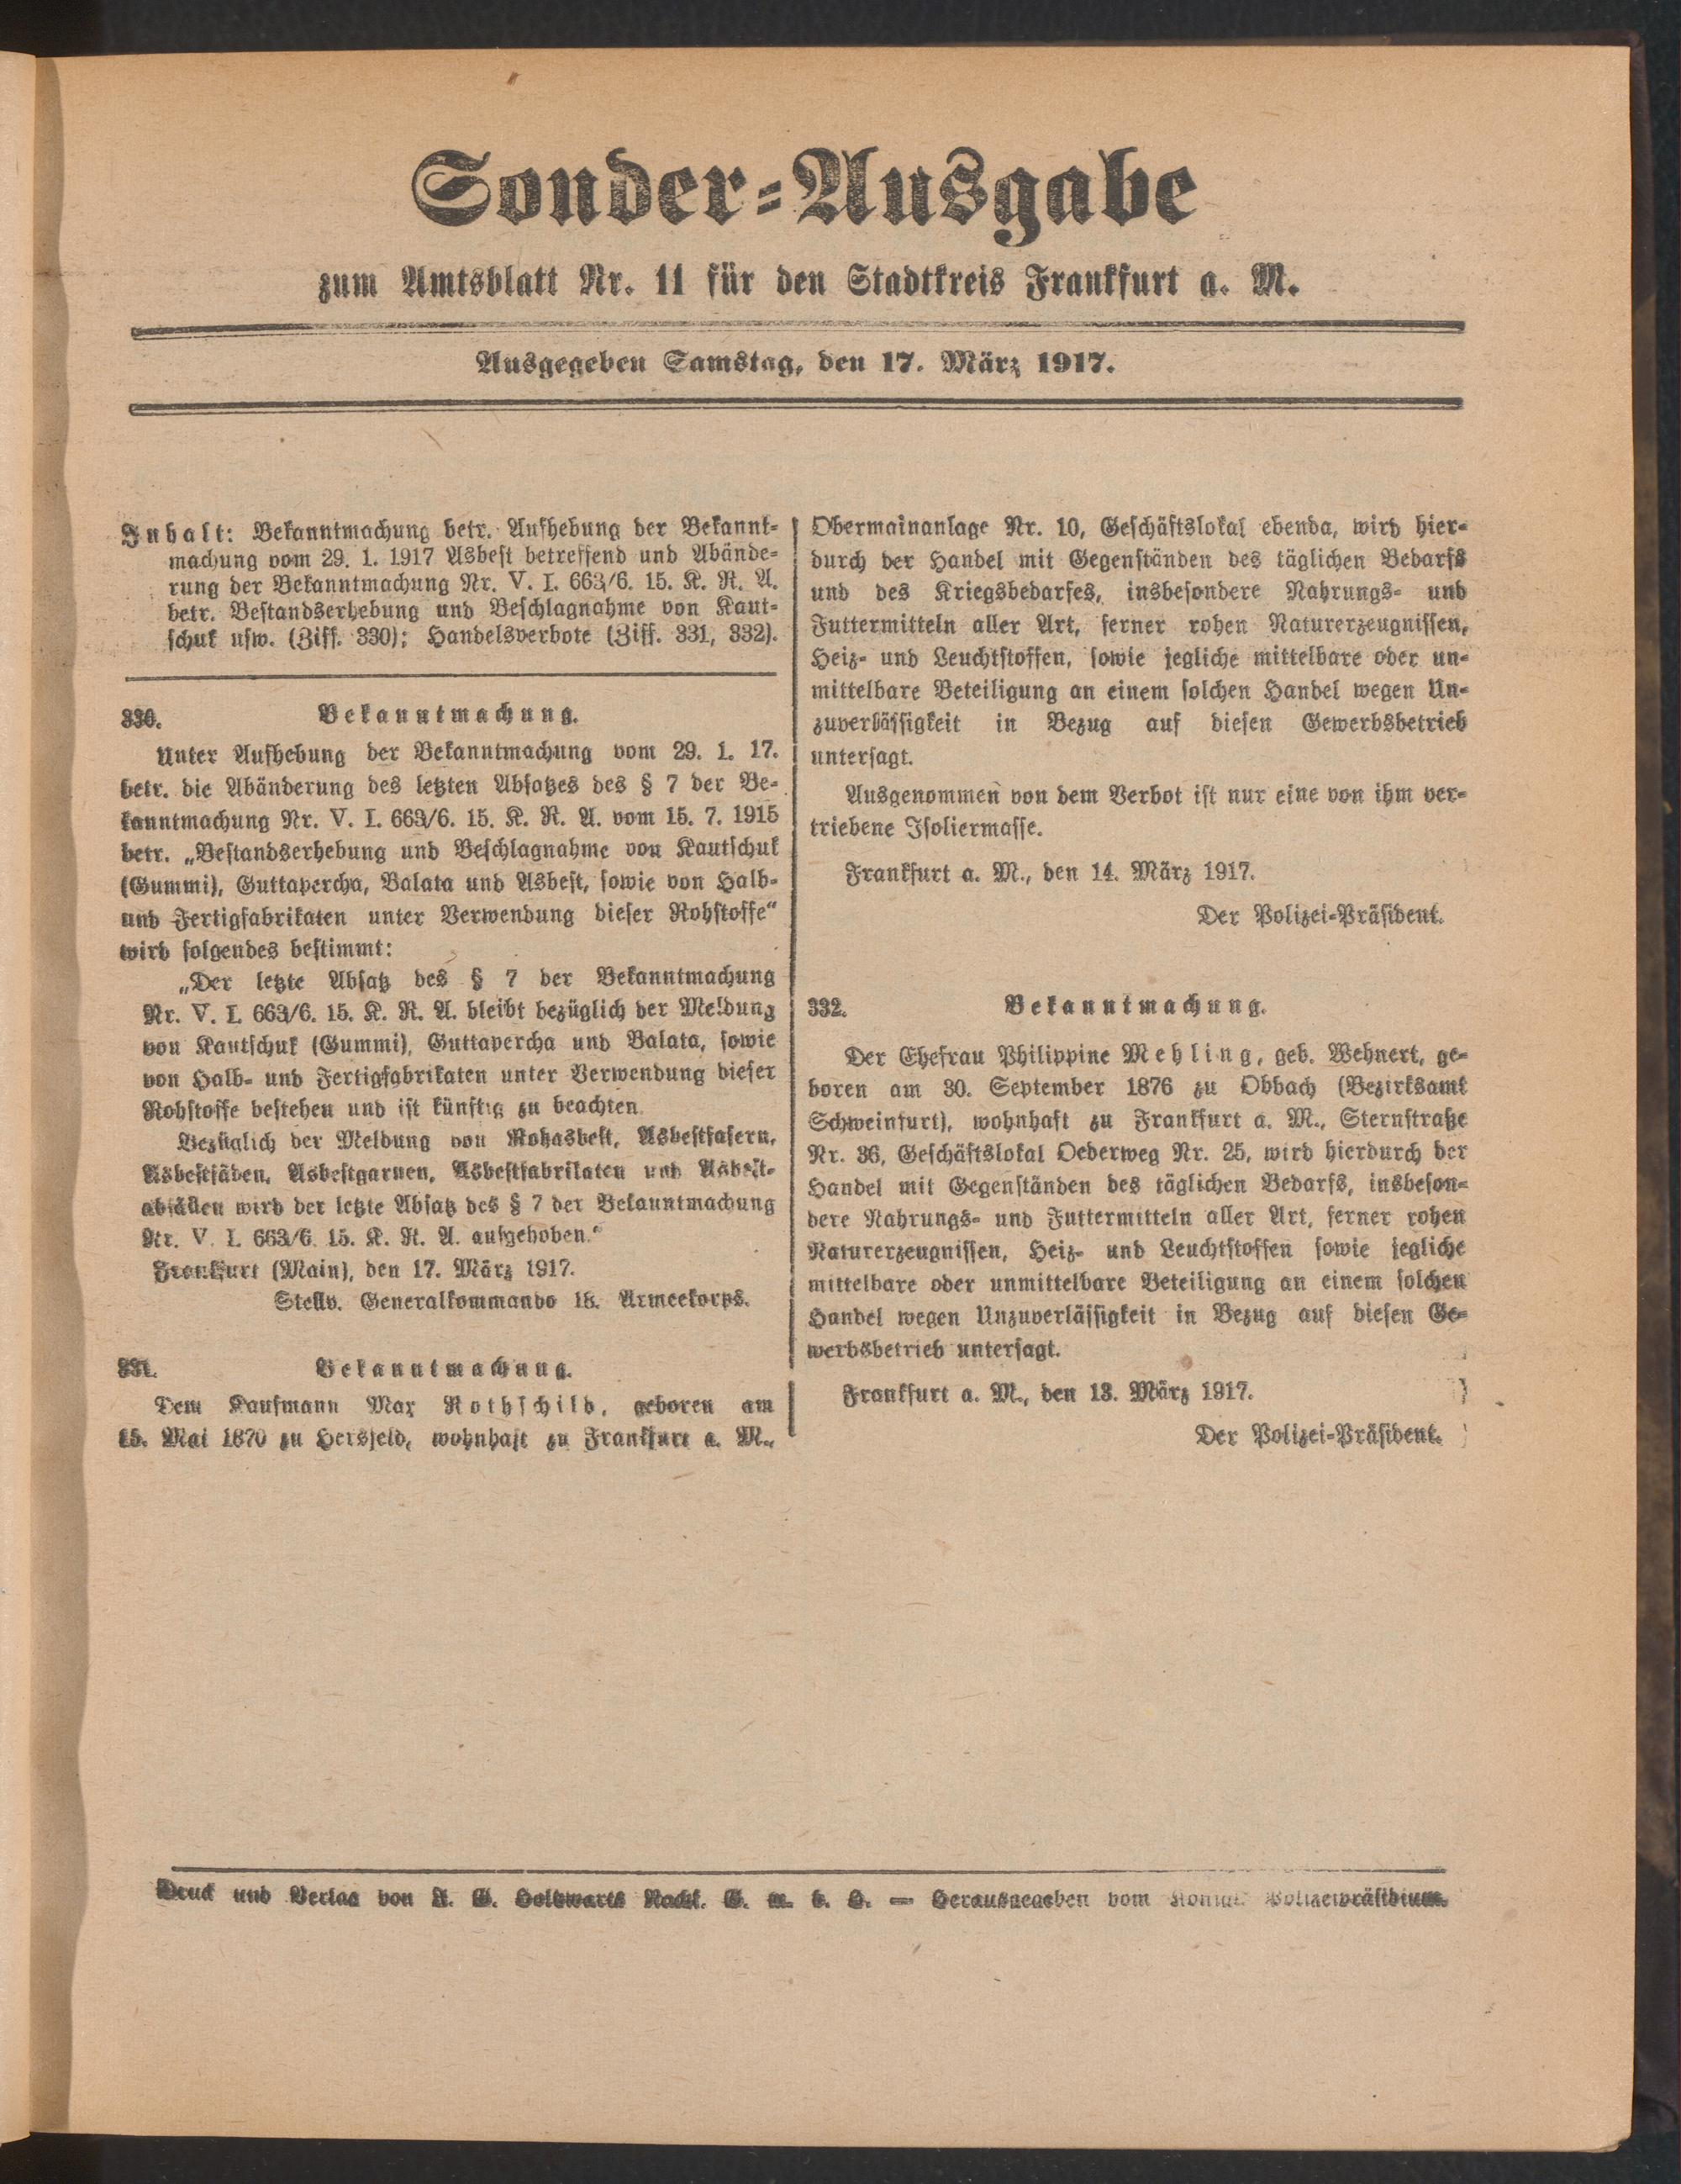 Sonder-Ausgabe
zum Amtsblatt Nr. 11 für den Stadtkreis Frankfurt a. M.
Ausgegeben Samstag, den 17. März 1917.
Inhalt: Bekanntmachung betr. Aufhebung der Bekannt-
machung vom 29. 1. 1917 Asbest betreffend und Abände-
rung der Bekanntmachung Nr. V. I. 663/6. 15. K. R. A.
betr. Bestandserhebung und Beschlagnahme von Kaut-
schuk usw. (Ziff. 330); Handelsverbote (Ziff. 331, 332).
330. Bekanntmachung.
Unter Aufhebung der Bekanntmachung vom 29. 1. 17.
betr. die Abänderung des letzten Absatzes des § 7 der Be-
kanntmachung Nr. V. I. 663/6. 15. K. R. A. vom 15. 7. 1915
betr. „Bestandserhebung und Beschlagnahme von Kautschuk
(Gummi), Guttapercha, Balata und Asbest, sowie von Halb-
und Fertigfabrikaten unter Verwendung dieser Rohstoffe“
wird folgendes bestimmt:
„Der letzte Absatz des § 7 der Bekanntmachung
Nr. V. I. 663/6. 15. K. R. A. bleibt bezüglich der Meldung
von Kautschuk (Gummi), Guttapercha und Balata, sowie
von Halb- und Fertigfabrikaten unter Verwendung dieser
Rohstoffe bestehen und ist künftig zu beachten.
Bezüglich der Meldung von Rohasbest, Asbestfasern,
Asbestfäden, Asbestgarnen, Asbestfabrikaten und Asbest-
abfällen wird der letzte Absatz des § 7 der Bekanntmachung
Nr. V. I. 663/6. 15. K. R. A. aufgehoben.“
Frankfurt (Main), den 17. März 1917.
Stellv. Generalkommando 18. Armeekorps.
331. Bekanntmachung.
Dem Kaufmann Max Rothschild, geboren am
15. Mai 1870 zu Hersfeld, wohnhaft zu Frankfurt a. M.,
Obermainanlage Nr. 10, Geschäftslokal ebenda, wird hier-
durch der Handel mit Gegenständen des täglichen Bedarfs
und des Kriegsbedarfes, insbesondere Nahrungs- und
Futtermitteln aller Art, ferner rohen Naturerzeugnissen,
Heiz- und Leuchtstoffen, sowie jegliche mittelbare oder un-
mittelbare Beteiligung an einem solchen Handel wegen Un-
zuverlässigkeit in Bezug auf diesen Gewerbsbetrieb
untersagt.
Ausgenommen von dem Verbot ist nur eine von ihm ver-
triebene Isoliermasse.
Frankfurt a. M., den 14. März 1917.
Der Polizei-Präsident.
332. Bekanntmachung.
Der Ehefrau Philippine Mehling, geb. Wehnert, ge-
boren am 30. September 1876 zu Obbach (Bezirksamt
Schweinfurt), wohnhaft zu Frankfurt a. M., Sternstraße
Nr. 36, Geschäftslokal Oederweg Nr. 25, wird hierdurch der
Handel mit Gegenständen des täglichen Bedarfs, insbeson-
dere Nahrungs- und Futtermitteln aller Art, ferner rohen
Naturerzeugnissen, Heiz- und Leuchtstoffen sowie jegliche
mittelbare oder unmittelbare Beteiligung an einem solchen
Handel wegen Unzuverlässigkeit in Bezug auf diesen Ge-
werbsbetrieb untersagt.
Frankfurt a. M., den 13. März 1917.
Der Polizei-Präsident.
Druck und Verlag von A. G. Holzwarts Nachf. G. m. b. H. — Herausgegeben vom Königl. Polizeipräsidium.